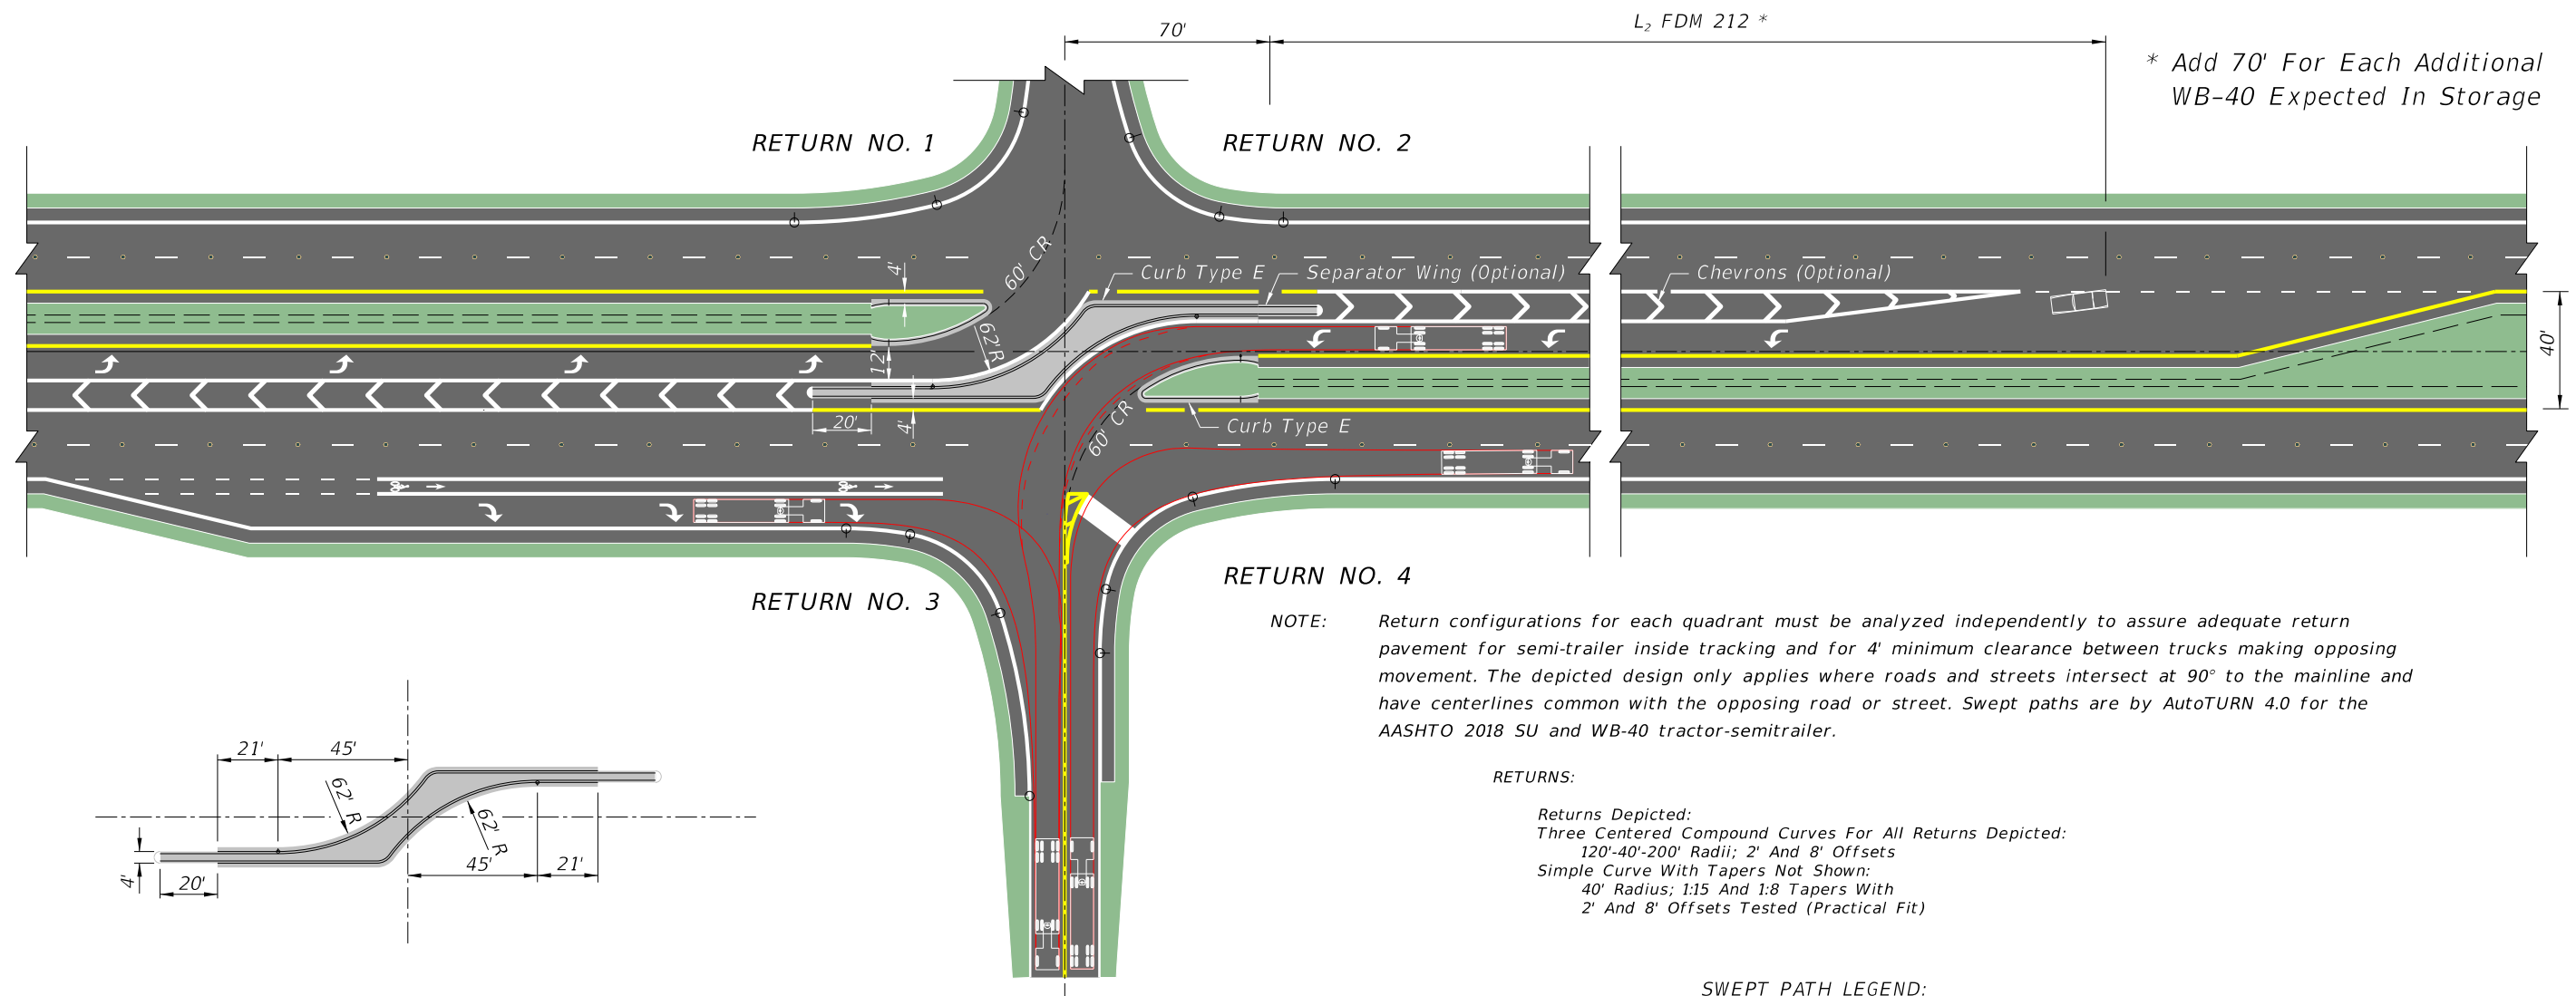 70'
L₂ FDM 212 *
* Add 70' For Each Additional
WB-40 Expected In Storage
RETURN NO. 1
RETURN NO. 2
4'
60' CR
Curb Type E
Separator Wing (Optional)
Chevrons (Optional)
62' R
12'
40'
20'
4'
60' CR
Curb Type E
RETURN NO. 3
RETURN NO. 4
NOTE:
Return configurations for each quadrant must be analyzed independently to assure adequate return
pavement for semi-trailer inside tracking and for 4' minimum clearance between trucks making opposing
movement. The depicted design only applies where roads and streets intersect at 90° to the mainline and
have centerlines common with the opposing road or street. Swept paths are by AutoTURN 4.0 for the
AASHTO 2018 SU and WB-40 tractor-semitrailer.
21'
45'
62' R
62' R
4'
20'
45'
21'
RETURNS:
Returns Depicted:
Three Centered Compound Curves For All Returns Depicted:
120'-40'-200' Radii; 2' And 8' Offsets
Simple Curve With Tapers Not Shown:
40' Radius; 1:15 And 1:8 Tapers With
2' And 8' Offsets Tested (Practical Fit)
SWEPT PATH LEGEND: